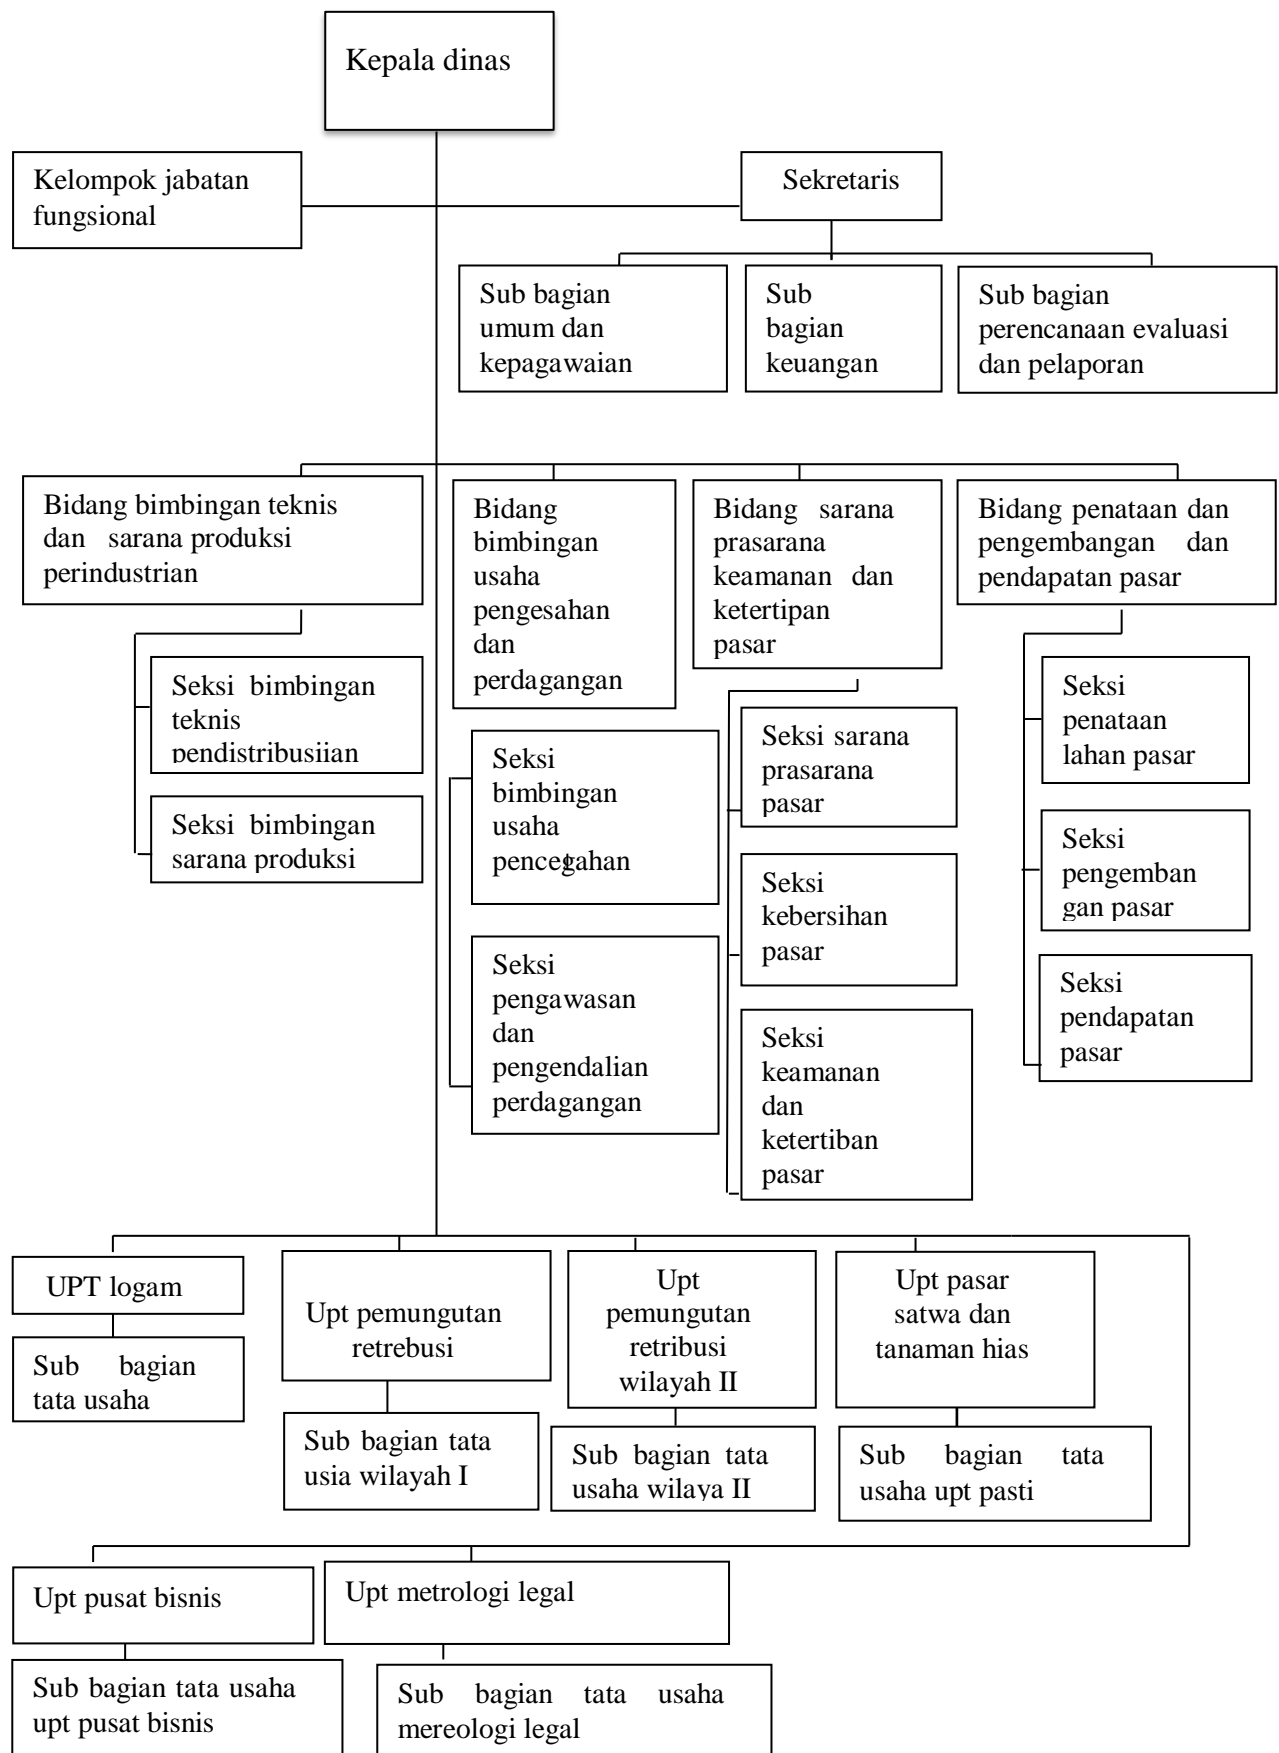 Kepala dinas
Kelompok jabatan
fungsional
Sekretaris
Sub bagian
umum dan
kepagawaian
Sub
bagian
keuangan
Sub bagian
perencanaan evaluasi
dan pelaporan
Bidang bimbingan teknis
dan sarana produksi
perindustrian
Bidang
bimbingan
usaha
pengesahan
dan
perdagangan
Bidang sarana
prasarana
keamanan dan
ketertipan
pasar
Bidang penataan dan
pengembangan dan
pendapatan pasar
Seksi bimbingan
teknis
pendistribusiian
Seksi bimbingan
sarana produksi
Seksi
bimbingan
usaha
pencegahan
Seksi
pengawasan
dan
pengendalian
perdagangan
Seksi sarana
prasarana
pasar
Seksi
kebersihan
pasar
Seksi
keamanan
dan
ketertiban
pasar
Seksi
penataan
lahan pasar
Seksi
pengemban
gan pasar
Seksi
pendapatan
pasar
UPT logam
Sub bagian
tata usaha
Upt pemungutan
retrebusi
Sub bagian tata
usia wilayah I
Upt
pemungutan
retribusi
wilayah II
Sub bagian tata
usaha wilaya II
Upt pasar
satwa dan
tanaman hias
Sub bagian tata
usaha upt pasti
Upt pusat bisnis
Sub bagian tata usaha
upt pusat bisnis
Upt metrologi legal
Sub bagian tata usaha
mereologi legal